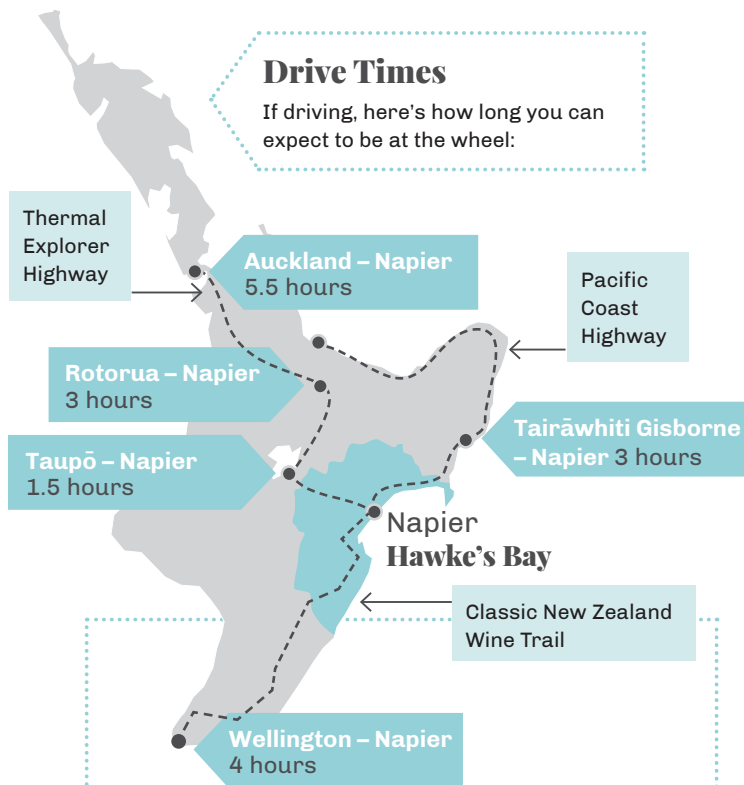 Drive Times
If driving, here's how long you can
expect to be at the wheel:
Thermal
Explorer
Highway
Auckland – Napier
5.5 hours
Pacific
Coast
Highway
Rotorua – Napier
3 hours
Tairāwhiti Gisborne
– Napier 3 hours
Taupō – Napier
1.5 hours
Napier
Hawke's Bay
Classic New Zealand
Wine Trail
Wellington – Napier
4 hours